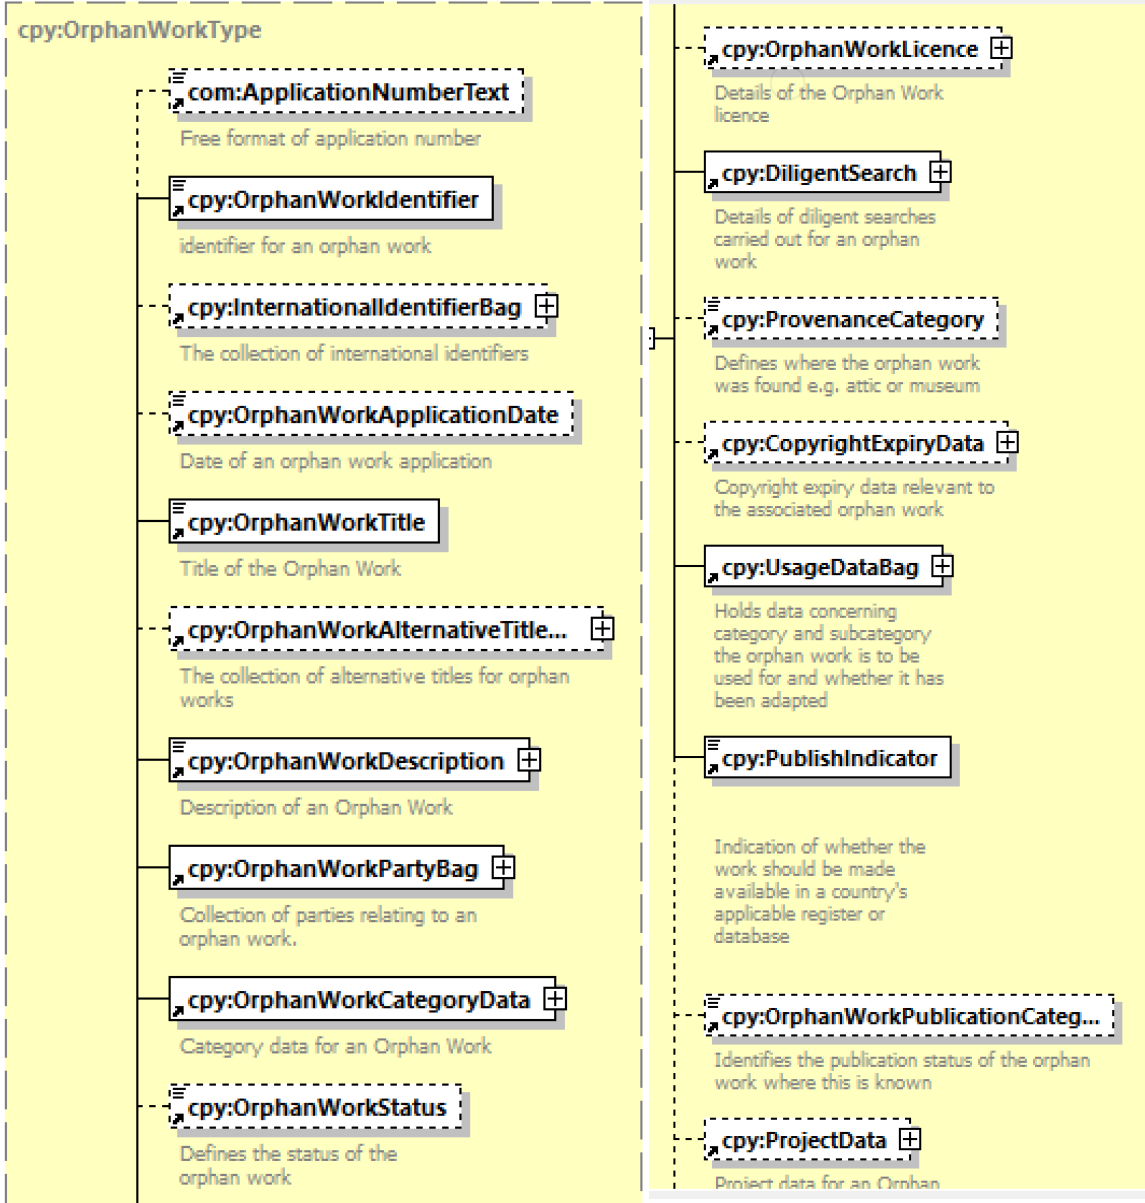 cpy:OrphanWorkType
com:ApplicationNumberText
Free format of application number
cpy:OrphanWorkIdentifier
identifier for an orphan work
cpy:InternationalIdentifierBag
The collection of international identifiers
cpy:OrphanWorkApplicationDate
Date of an orphan work application
cpy:OrphanWorkTitle
Title of the Orphan Work
cpy:OrphanWorkAlternativeTitle...
The collection of alternative titles for orphan
works
cpy:OrphanWorkDescription
Description of an Orphan Work
cpy:OrphanWorkPartyBag
Collection of parties relating to an
orphan work.
cpy:OrphanWorkCategoryData
Category data for an Orphan Work
cpy:OrphanWorkStatus
Defines the status of the
orphan work
cpy:OrphanWorkLicence
Details of the Orphan Work
licence
cpy:DiligentSearch
Details of diligent searches
carried out for an orphan
work
cpy:ProvenanceCategory
Defines where the orphan work
was found e.g. attic or museum
cpy:CopyrightExpiryData
Copyright expiry data relevant to
the associated orphan work
cpy:UsageDataBag
Holds data concerning
category and subcategory
the orphan work is to be
used for and whether it has
been adapted
cpy:PublishIndicator
Indication of whether the
work should be made
available in a country's
applicable register or
database
cpy:OrphanWorkPublicationCateg...
Identifies the publication status of the orphan
work where this is known
cpy:ProjectData
Project data for an Orphan